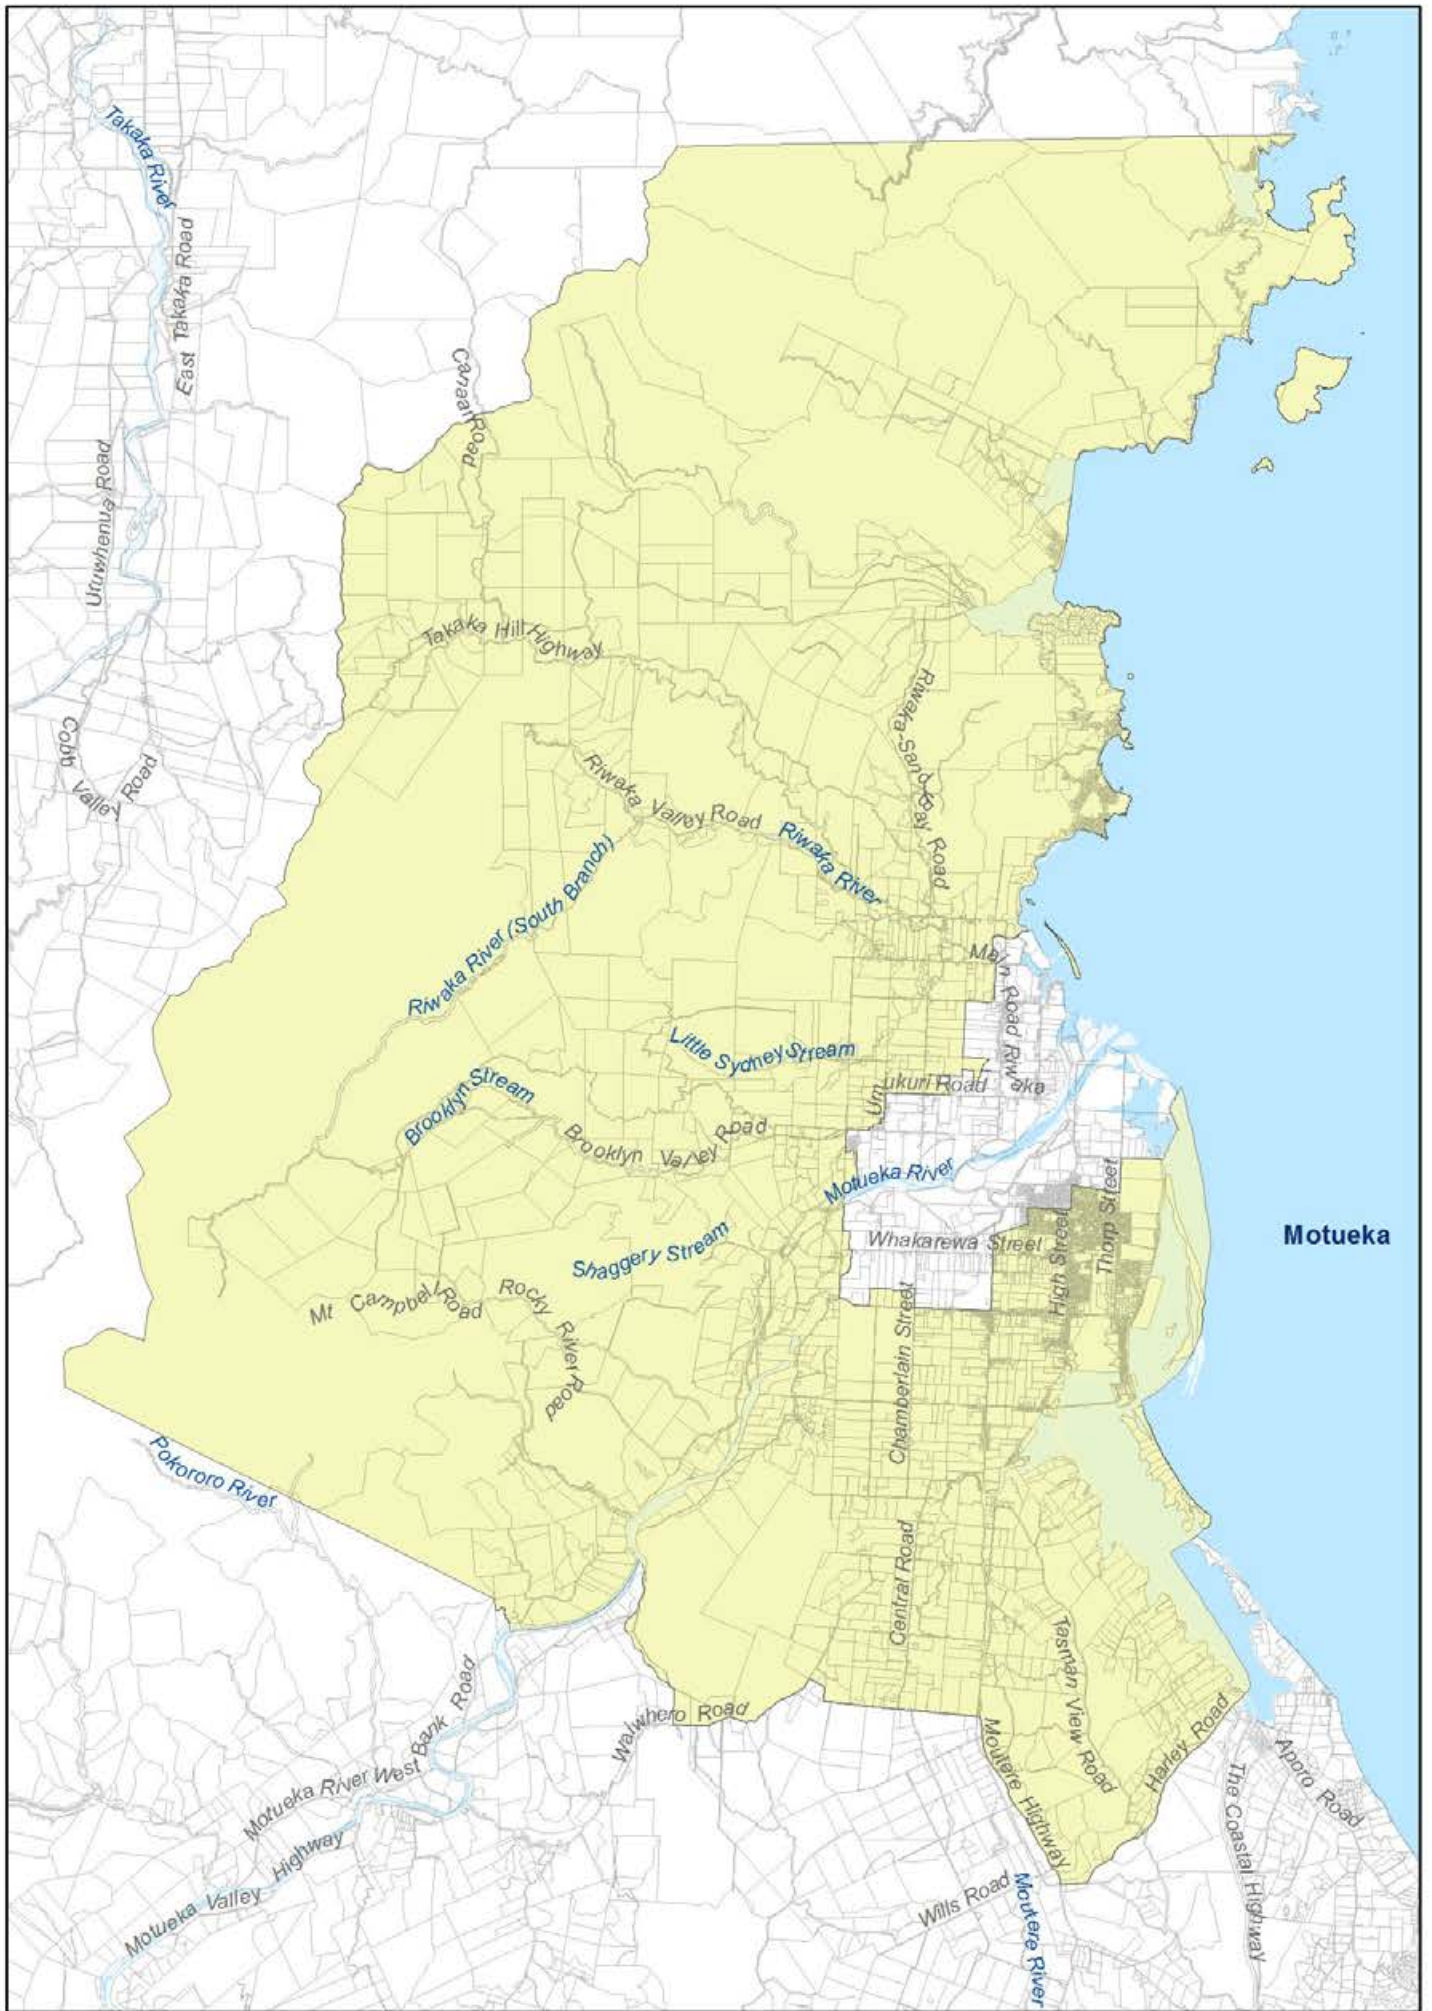 Takaka River
East Takaka Road
Canaan Road
Uruwhenua Road
Takaka Hill Highway
Cobb Valley Road
Riwaka-Sandy Bay Road
Riwaka Valley Road
Riwaka River
Riwaka River (South Branch)
Main Road Riwaka
Little Sydney Stream
Umukuri Road
Brooklyn Stream
Brooklyn Valley Road
Motueka River
Thorp Street
High Street
Whakarewa Street
Motueka
Shaggery Stream
Mt Campbell Road
Rocky River Road
Chamberlain Street
Pokororo River
Central Road
Tasman View Road
Waiwhero Road
Harley Road
Moutere Highway
Motueka River West Bank Road
Aporo Road
The Coastal Highway
Motueka Valley Highway
Wills Road
Moutere River